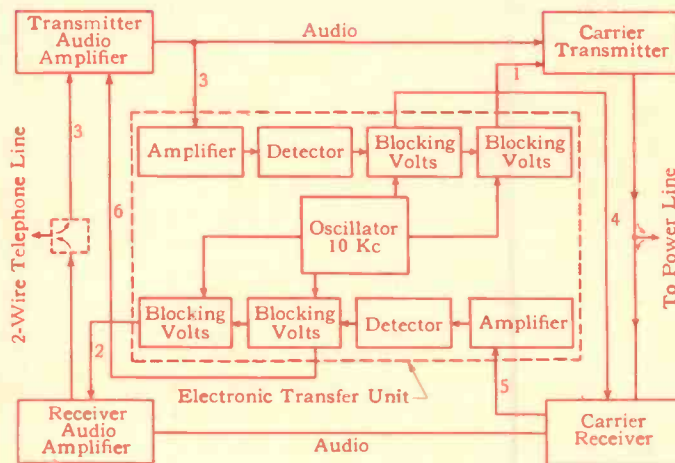 Transmitter
Audio
Amplifier
Audio
Carrier
Transmitter
3
1
Amplifier
Detector
Blocking
Volts
Blocking
Volts
2-Wire Telephone Line
3
6
Oscillator
10 Kc
4
To Power Line
Blocking
Volts
Blocking
Volts
Detector
Amplifier
2
Electronic Transfer Unit
5
Receiver
Audio
Amplifier
Audio
Carrier
Receiver